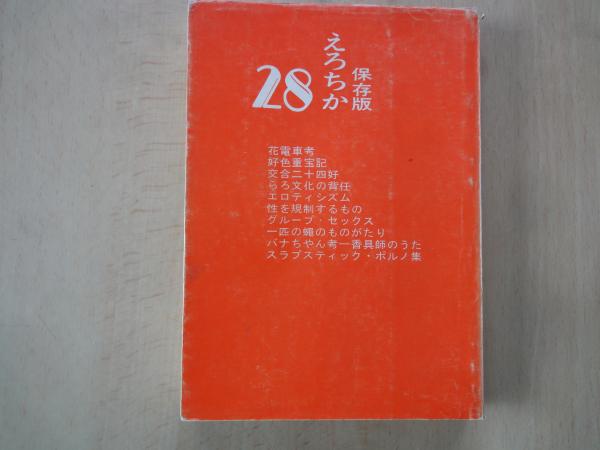 保存版
えろちか
28
花電車考
好色重宝記
交合二十四好
らろ文化の背任
エロティシズム
性を規制するもの
グループ・セックス
一匹の蠅のものがたり
バナちやん考―香具師のうた
スラプスティック・ポルノ集